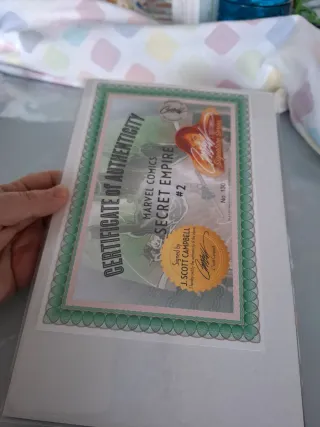 CERTIFICATE OF AUTHENTICITY
MARVEL COMICS
SECRET EMPIRE
#2
Signed by
J. SCOTT CAMPBELL